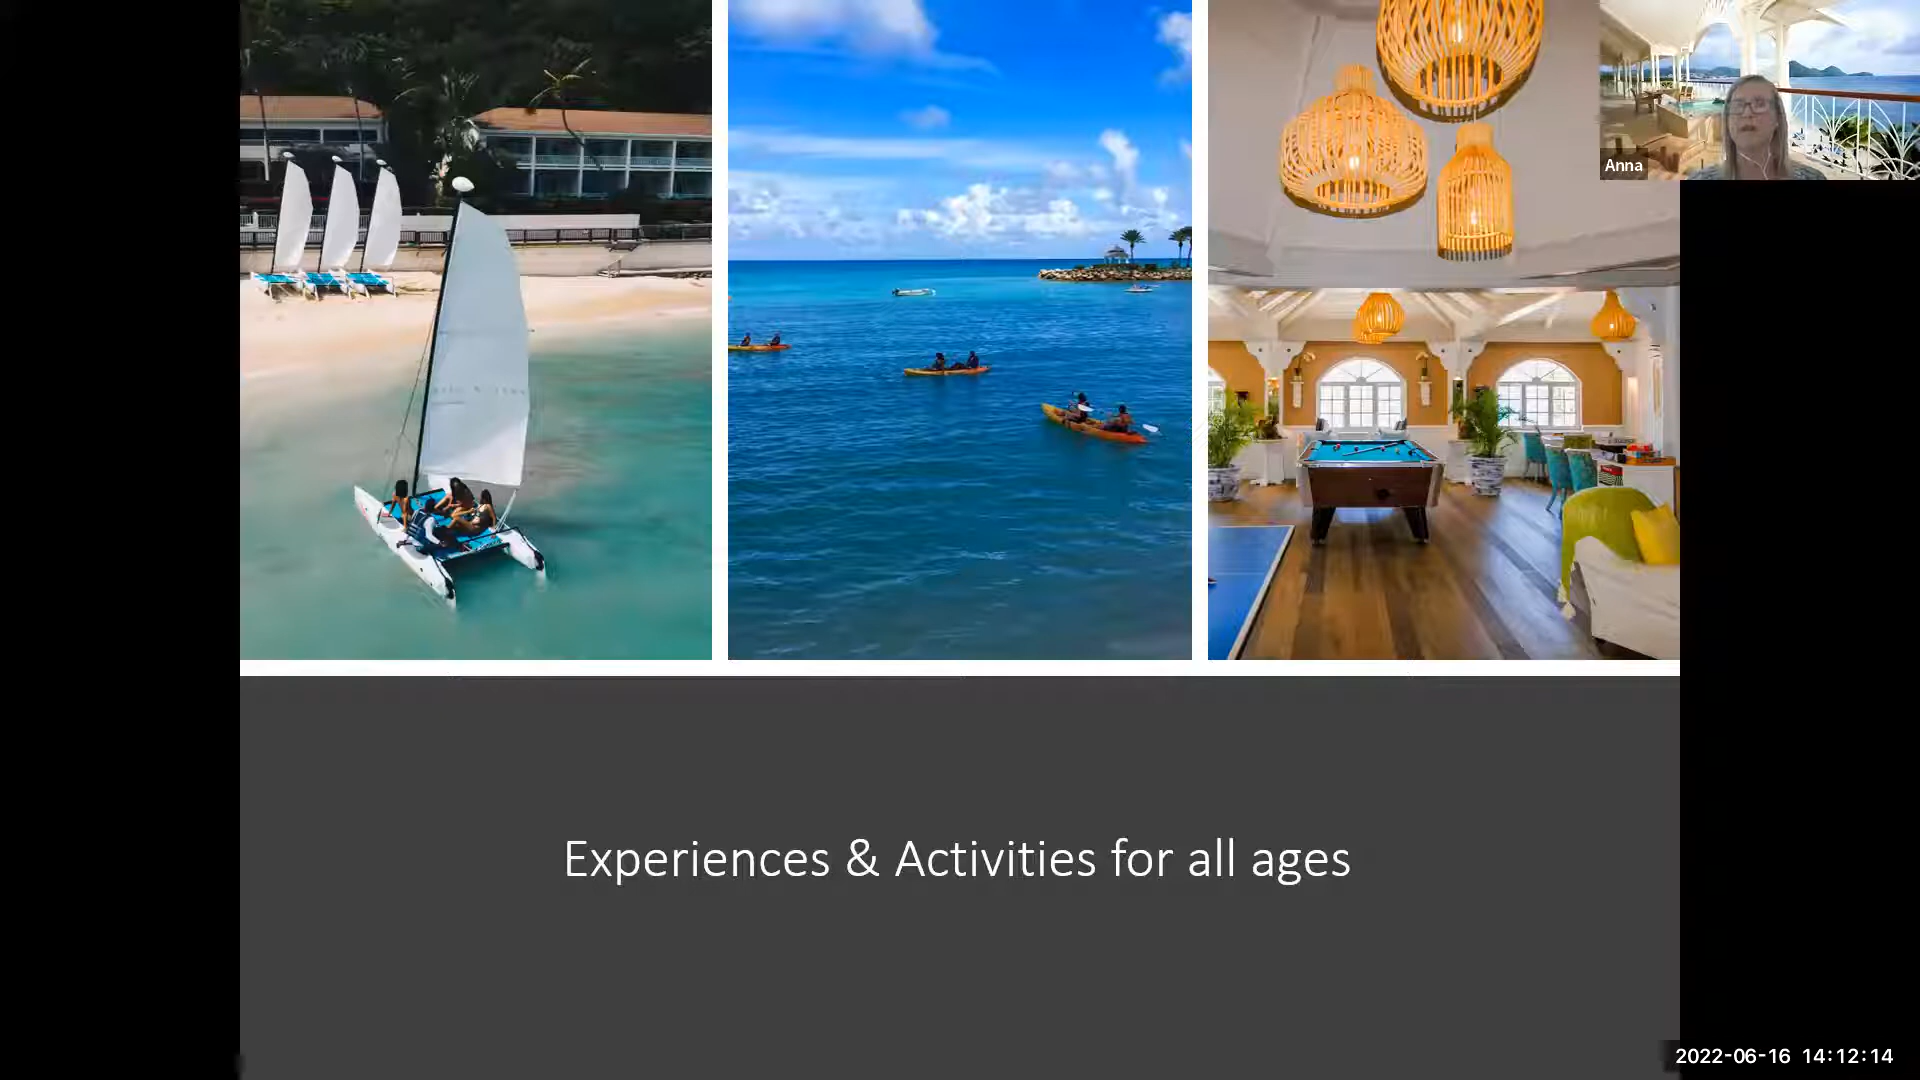 Anna
Experiences & Activities for all ages
2022-06-16 14:12:14